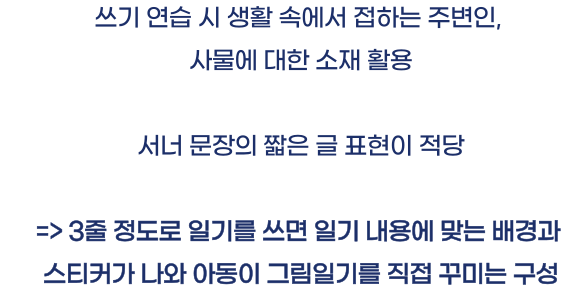 쓰기 연습 시 생활 속에서 접하는 주변인,
사물에 대한 소재 활용
서너 문장의 짧은 글 표현이 적당
=> 3줄 정도로 일기를 쓰면 일기 내용에 맞는 배경과
스티커가 나와 아동이 그림일기를 직접 꾸미는 구성